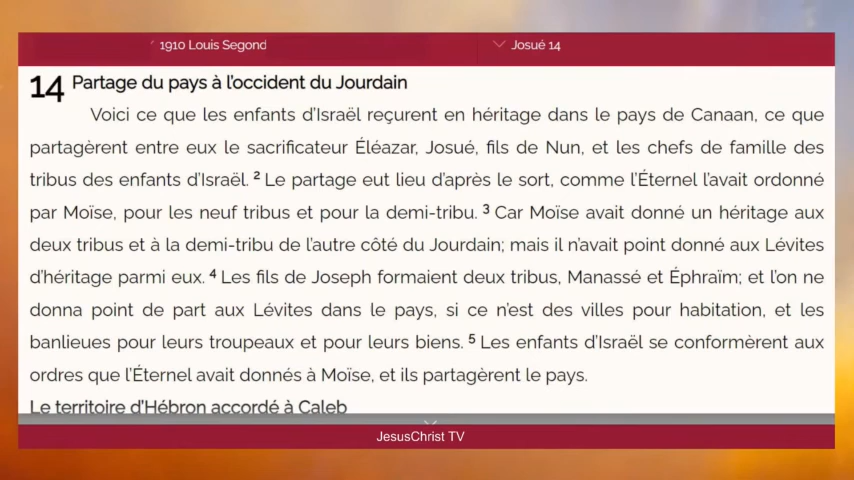 1910 Louis Segond
Josué 14
14 Partage du pays à l’occident du Jourdain
Voici ce que les enfants d’Israël reçurent en héritage dans le pays de Canaan, ce que
partagèrent entre eux le sacrificateur Éléazar, Josué, fils de Nun, et les chefs de famille des
tribus des enfants d’Israël. ² Le partage eut lieu d’après le sort, comme l’Éternel l’avait ordonné
par Moïse, pour les neuf tribus et pour la demi-tribu. ³ Car Moïse avait donné un héritage aux
deux tribus et à la demi-tribu de l’autre côté du Jourdain; mais il n’avait point donné aux Lévites
d’héritage parmi eux. ⁴ Les fils de Joseph formaient deux tribus, Manassé et Éphraïm; et l’on ne
donna point de part aux Lévites dans le pays, si ce n’est des villes pour habitation, et les
banlieues pour leurs troupeaux et pour leurs biens. ⁵ Les enfants d’Israël se conformèrent aux
ordres que l’Éternel avait donnés à Moïse, et ils partagèrent le pays.
Le territoire d’Hébron accordé à Caleb
JesusChrist TV